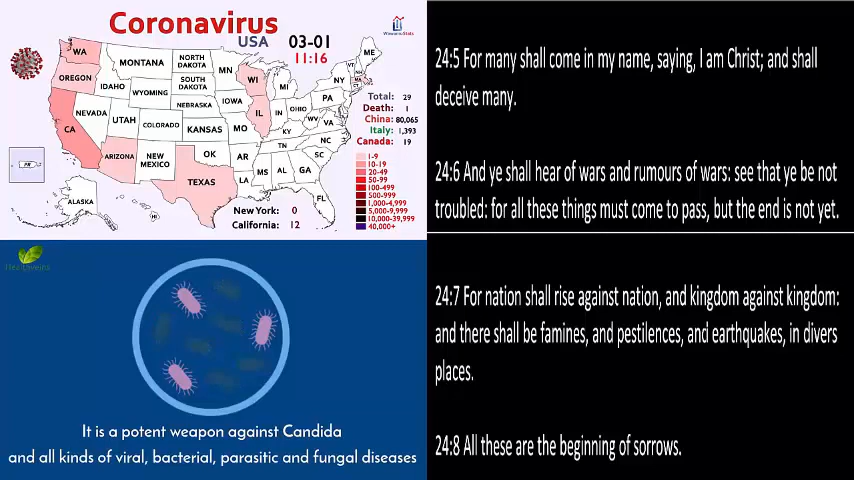 Coronavirus
USA
03-01
11:16
WawamuStats
WA
OREGON
CA
NEVADA
IDAHO
MONTANA
WYOMING
UTAH
ARIZONA
COLORADO
NEW
MEXICO
NORTH
DAKOTA
SOUTH
DAKOTA
NEBRASKA
KANSAS
OK
TEXAS
MN
IOWA
MO
AR
LA
WI
IL
MI
IN
OHIO
KY
TN
MS
AL
GA
FL
SC
NC
VA
WV
PA
NY
VT
NH
MA
ME
ALASKA
HI
PR
Total: 29
Death: 1
China: 80,065
Italy: 1,393
Canada: 19
1-9
10-19
20-49
50-99
100-499
500-999
1,000-4,999
5,000-9,999
10,000-39,999
40,000+
New York: 0
California: 12
24:5 For many shall come in my name, saying, I am Christ; and shall
deceive many.
24:6 And ye shall hear of wars and rumours of wars: see that ye be not
troubled: for all these things must come to pass, but the end is not yet.
It is a potent weapon against Candida
and all kinds of viral, bacterial, parasitic and fungal diseases
24:7 For nation shall rise against nation, and kingdom against kingdom:
and there shall be famines, and pestilences, and earthquakes, in divers
places.
24:8 All these are the beginning of sorrows.